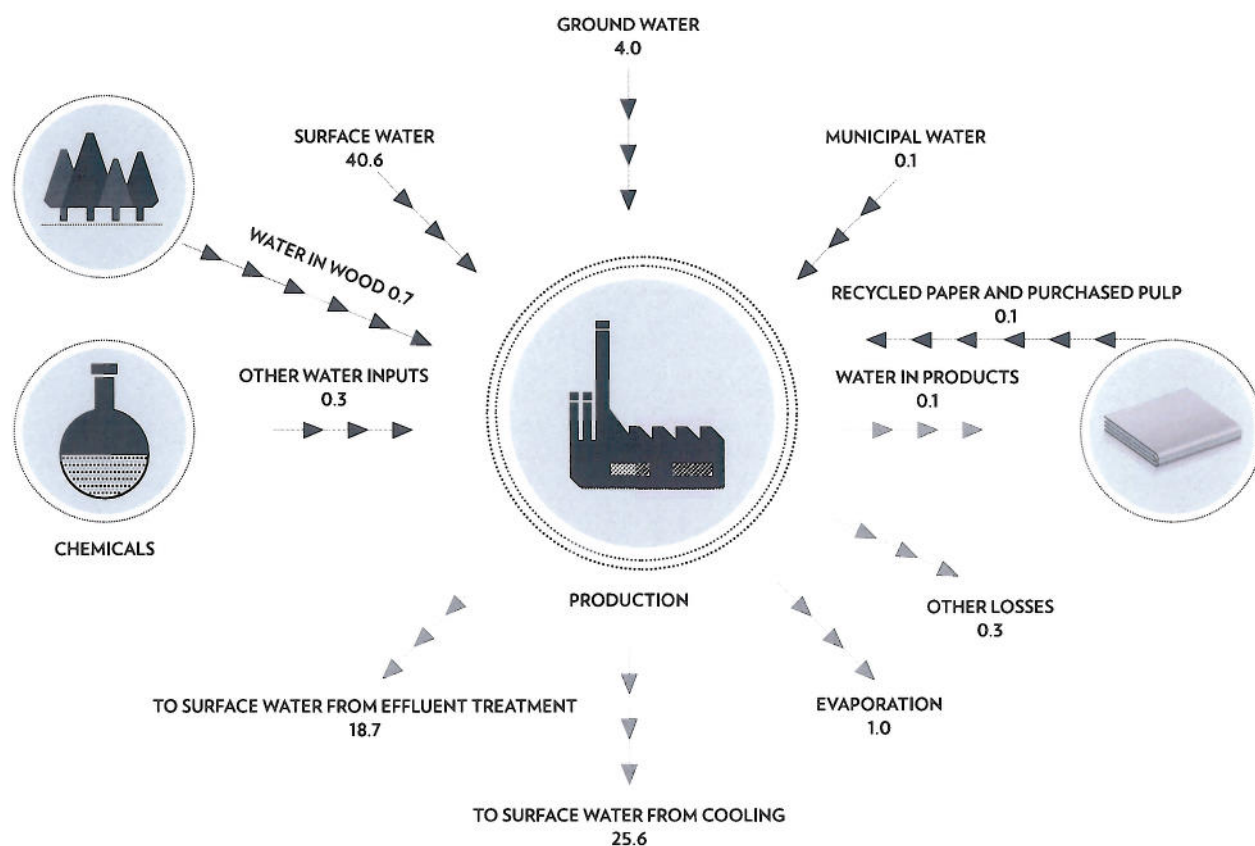 GROUND WATER
4.0
SURFACE WATER
40.6
MUNICIPAL WATER
0.1
WATER IN WOOD 0.7
RECYCLED PAPER AND PURCHASED PULP
0.1
OTHER WATER INPUTS
0.3
WATER IN PRODUCTS
0.1
CHEMICALS
PRODUCTION
OTHER LOSSES
0.3
TO SURFACE WATER FROM EFFLUENT TREATMENT
18.7
EVAPORATION
1.0
TO SURFACE WATER FROM COOLING
25.6